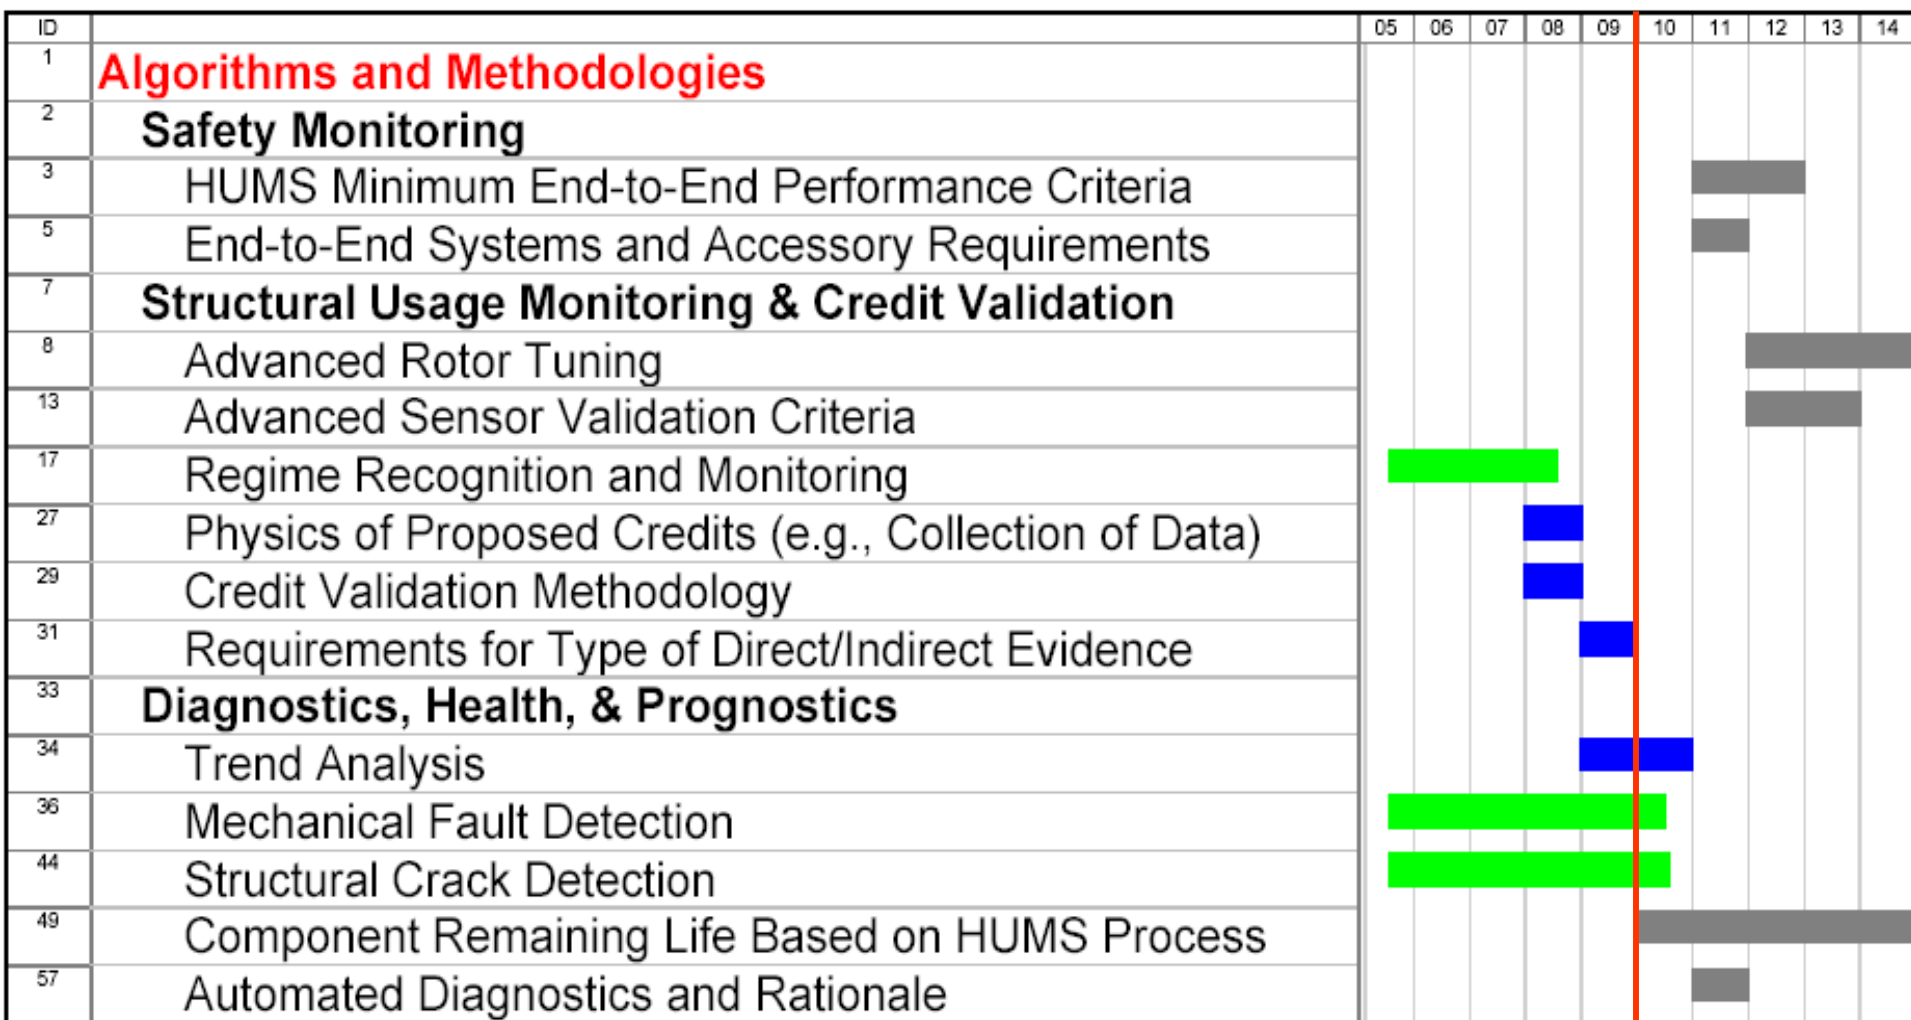 ID 05 06 07 08 09 10 11 12 13 14
1 Algorithms and Methodologies
2 Safety Monitoring
3 HUMS Minimum End-to-End Performance Criteria
5 End-to-End Systems and Accessory Requirements
7 Structural Usage Monitoring & Credit Validation
8 Advanced Rotor Tuning
13 Advanced Sensor Validation Criteria
17 Regime Recognition and Monitoring
27 Physics of Proposed Credits (e.g., Collection of Data)
29 Credit Validation Methodology
31 Requirements for Type of Direct/Indirect Evidence
33 Diagnostics, Health, & Prognostics
34 Trend Analysis
36 Mechanical Fault Detection
44 Structural Crack Detection
49 Component Remaining Life Based on HUMS Process
57 Automated Diagnostics and Rationale